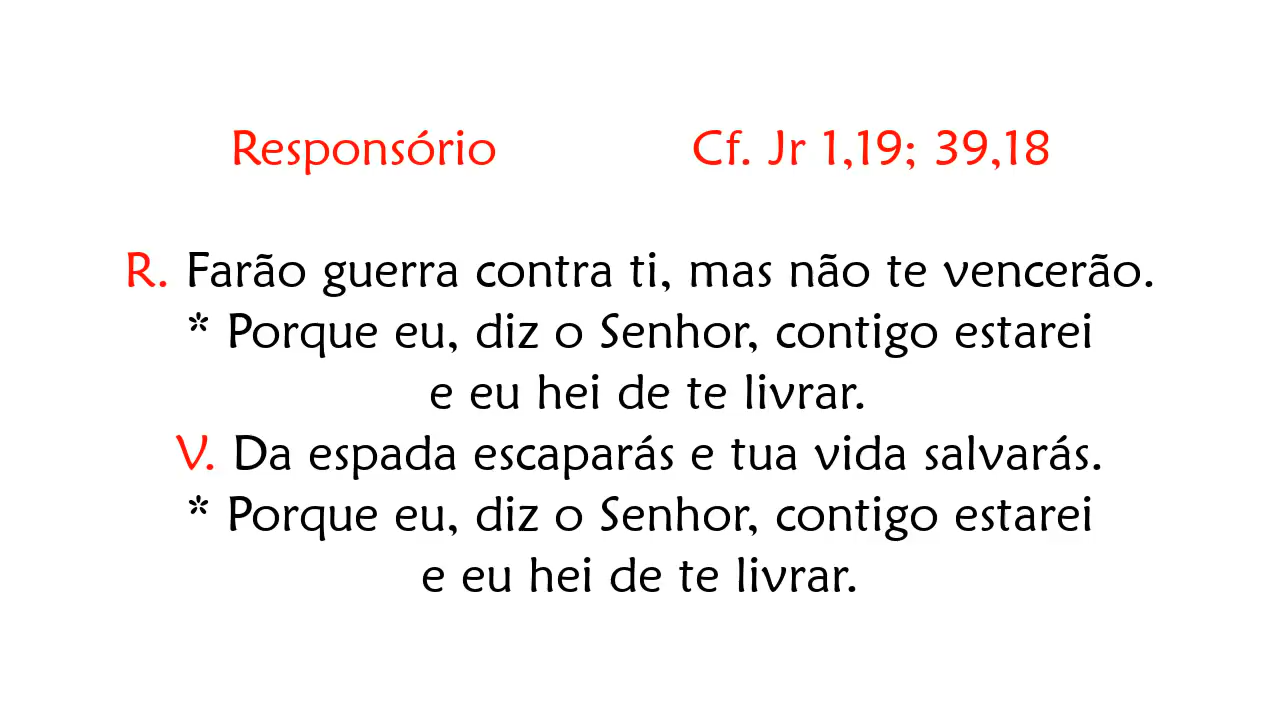 Responsório Cf. Jr 1,19; 39,18
R. Farão guerra contra ti, mas não te vencerão.
* Porque eu, diz o Senhor, contigo estarei
e eu hei de te livrar.
V. Da espada escaparás e tua vida salvarás.
* Porque eu, diz o Senhor, contigo estarei
e eu hei de te livrar.